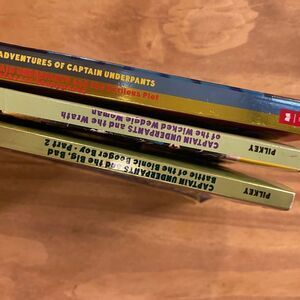 ADVENTURES OF CAPTAIN UNDERPANTS
Plot
CAPTAIN UNDERPANTS and the Wrath
of the Wicked Wedgie Woman
PILKEY
CAPTAIN UNDERPANTS and the Big, Bad
Battle of the Bionic Booger Boy - Part 2
PILKEY